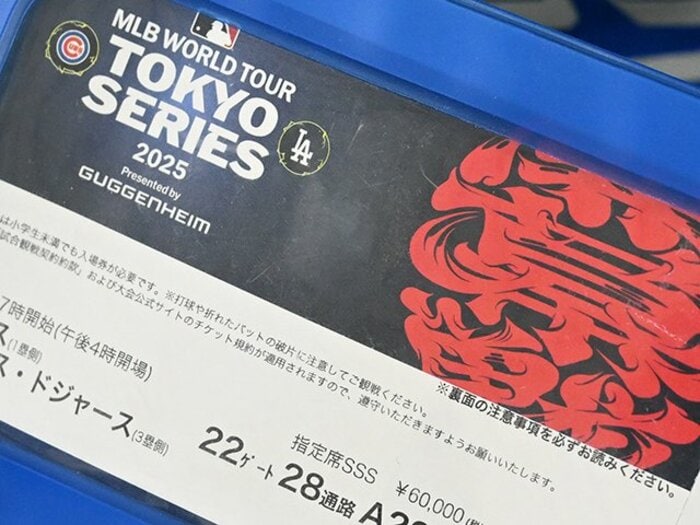 MLB WORLD TOUR
TOKYO
SERIES
2025
Presented by
GUGGENHEIM
CUBS
LA
は小学生未満でも入場券が必要です。※打球や折れたバットの破片に注意してご観戦ください。
試合観戦契約約款」および大会公式サイトのチケット規約が適用されますので、遵守いただきますようお願いいたします。
※裏面の注意事項を必ずお読みください。
7時開始(午後4時開場)
ス(1塁側)
ス・ドジャース(3塁側)
指定席SSS ¥60,000
22ゲート 28通路